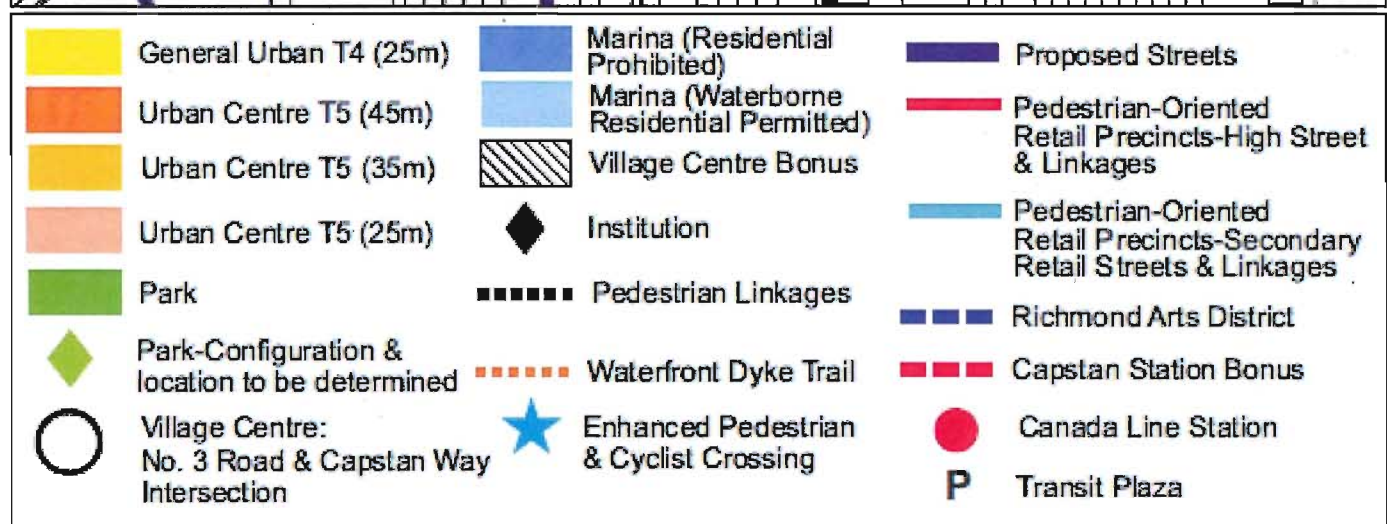 General Urban T4 (25m)
Urban Centre T5 (45m)
Urban Centre T5 (35m)
Urban Centre T5 (25m)
Park
Park-Configuration &
location to be determined
Village Centre:
No. 3 Road & Capstan Way
Intersection
Marina (Residential
Prohibited)
Marina (Waterborne
Residential Permitted)
Village Centre Bonus
Institution
Pedestrian Linkages
Waterfront Dyke Trail
Enhanced Pedestrian
& Cyclist Crossing
Proposed Streets
Pedestrian-Oriented
Retail Precincts-High Street
& Linkages
Pedestrian-Oriented
Retail Precincts-Secondary
Retail Streets & Linkages
Richmond Arts District
Capstan Station Bonus
Canada Line Station
P Transit Plaza